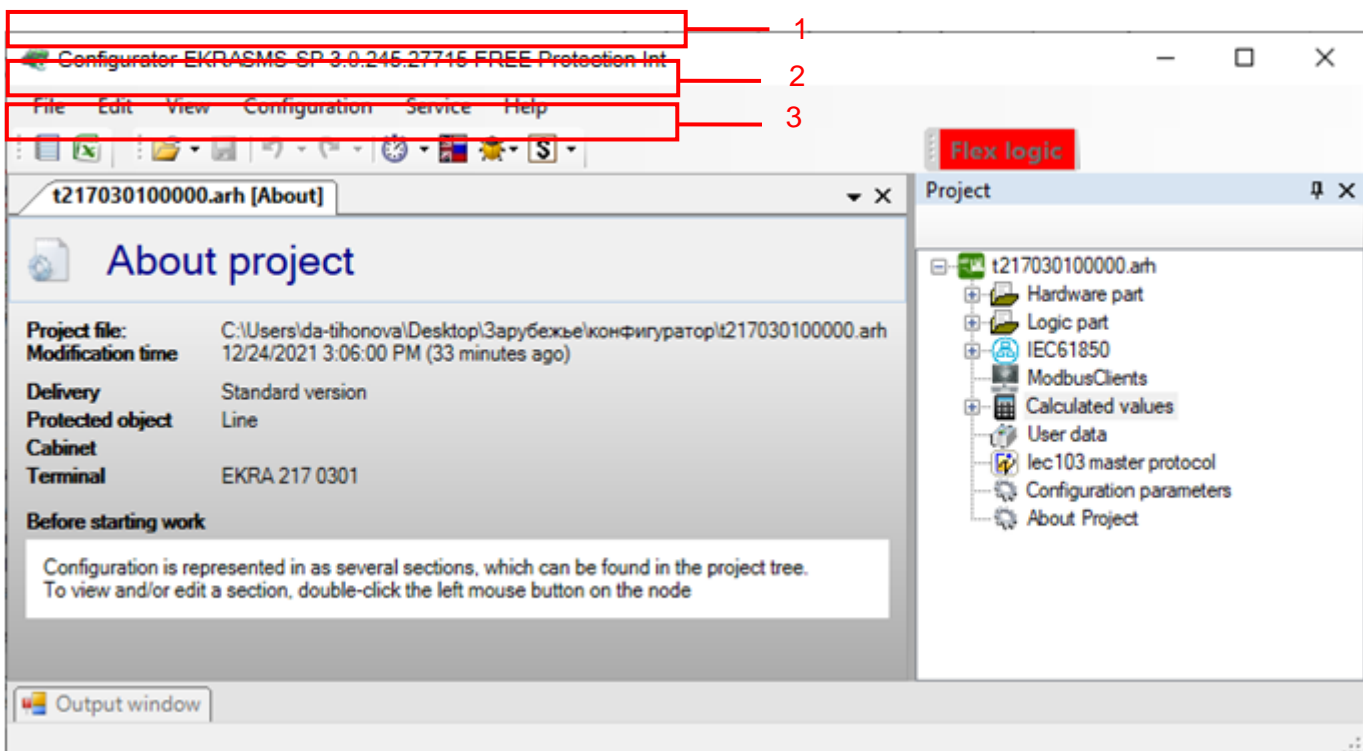 1
Configurator EKRASMS-SP 3.0.245.27715 FREE Protection Int
2
File Edit View Configuration Service Help
3
Flex logic
t217030100000.arh [About]
Project
About project
t217030100000.arh
Hardware part
Logic part
IEC61850
ModbusClients
Calculated values
User data
Iec103 master protocol
Configuration parameters
About Project
Project file: C:\Users\da-tihonova\Desktop\Зарубежье\конфигуратор\t217030100000.arh
Modification time 12/24/2021 3:06:00 PM (33 minutes ago)
Delivery Standard version
Protected object Line
Cabinet
Terminal EKRA 217 0301
Before starting work
Configuration is represented in as several sections, which can be found in the project tree.
To view and/or edit a section, double-click the left mouse button on the node
Output window